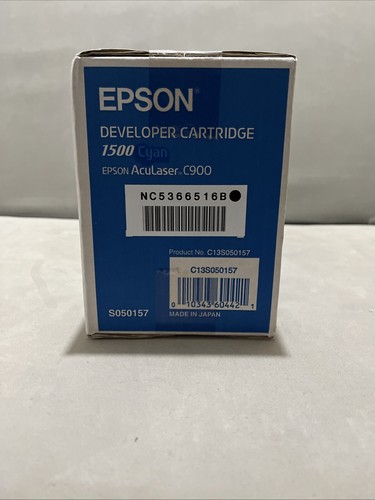 EPSON
DEVELOPER CARTRIDGE
1500 Cyan
EPSON AcuLaser C900
NC5366516B
Product No. C13S050157
C13S050157
0 10343 60442 1
S050157
MADE IN JAPAN